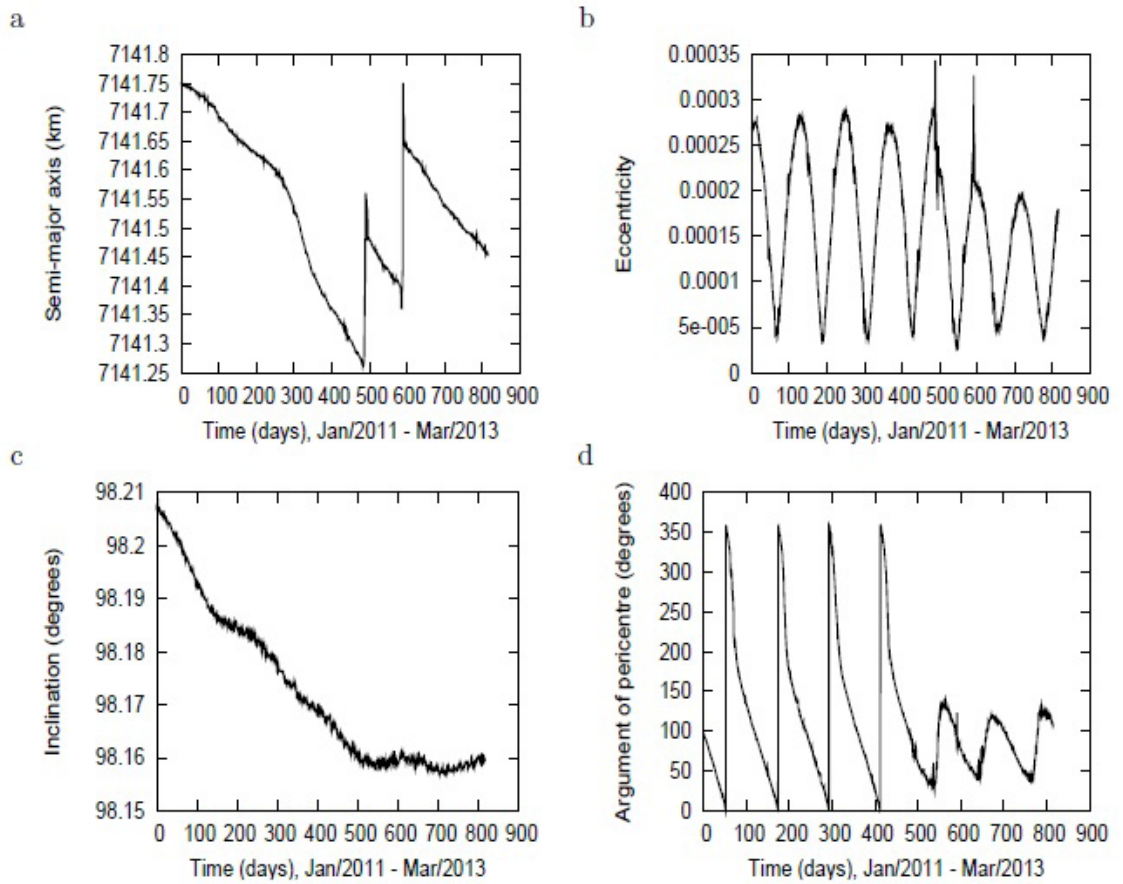 a
7141.8
7141.75
7141.7
7141.65
7141.6
7141.55
7141.5
7141.45
7141.4
7141.35
7141.3
7141.25
Semi-major axis (km)
0 100 200 300 400 500 600 700 800 900
Time (days), Jan/2011 - Mar/2013
b
0.00035
0.0003
0.00025
0.0002
0.00015
0.0001
5e-005
0
Eccentricity
0 100 200 300 400 500 600 700 800 900
Time (days), Jan/2011 - Mar/2013
c
98.21
98.2
98.19
98.18
98.17
98.16
98.15
Inclination (degrees)
0 100 200 300 400 500 600 700 800 900
Time (days), Jan/2011 - Mar/2013
d
400
350
300
250
200
150
100
50
0
Argument of pericentre (degrees)
0 100 200 300 400 500 600 700 800 900
Time (days), Jan/2011 - Mar/2013